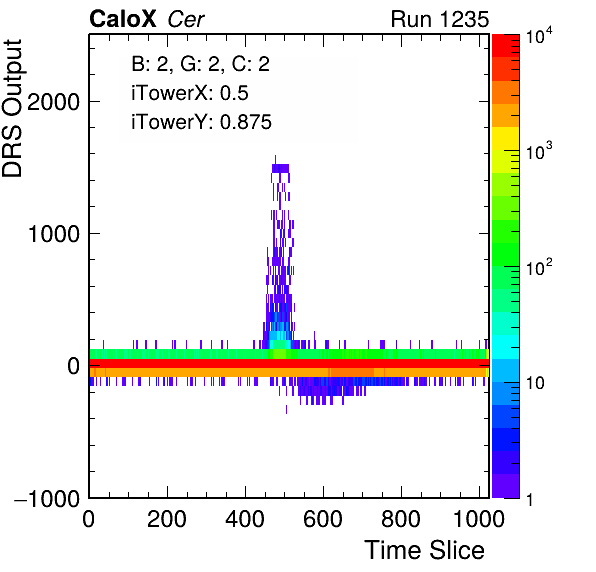 CaloX Cer Run 1235
B: 2, G: 2, C: 2
iTowerX: 0.5
iTowerY: 0.875
DRS Output
2000
1000
0
−1000
0 200 400 600 800 1000
Time Slice
10⁴
10³
10²
10
1